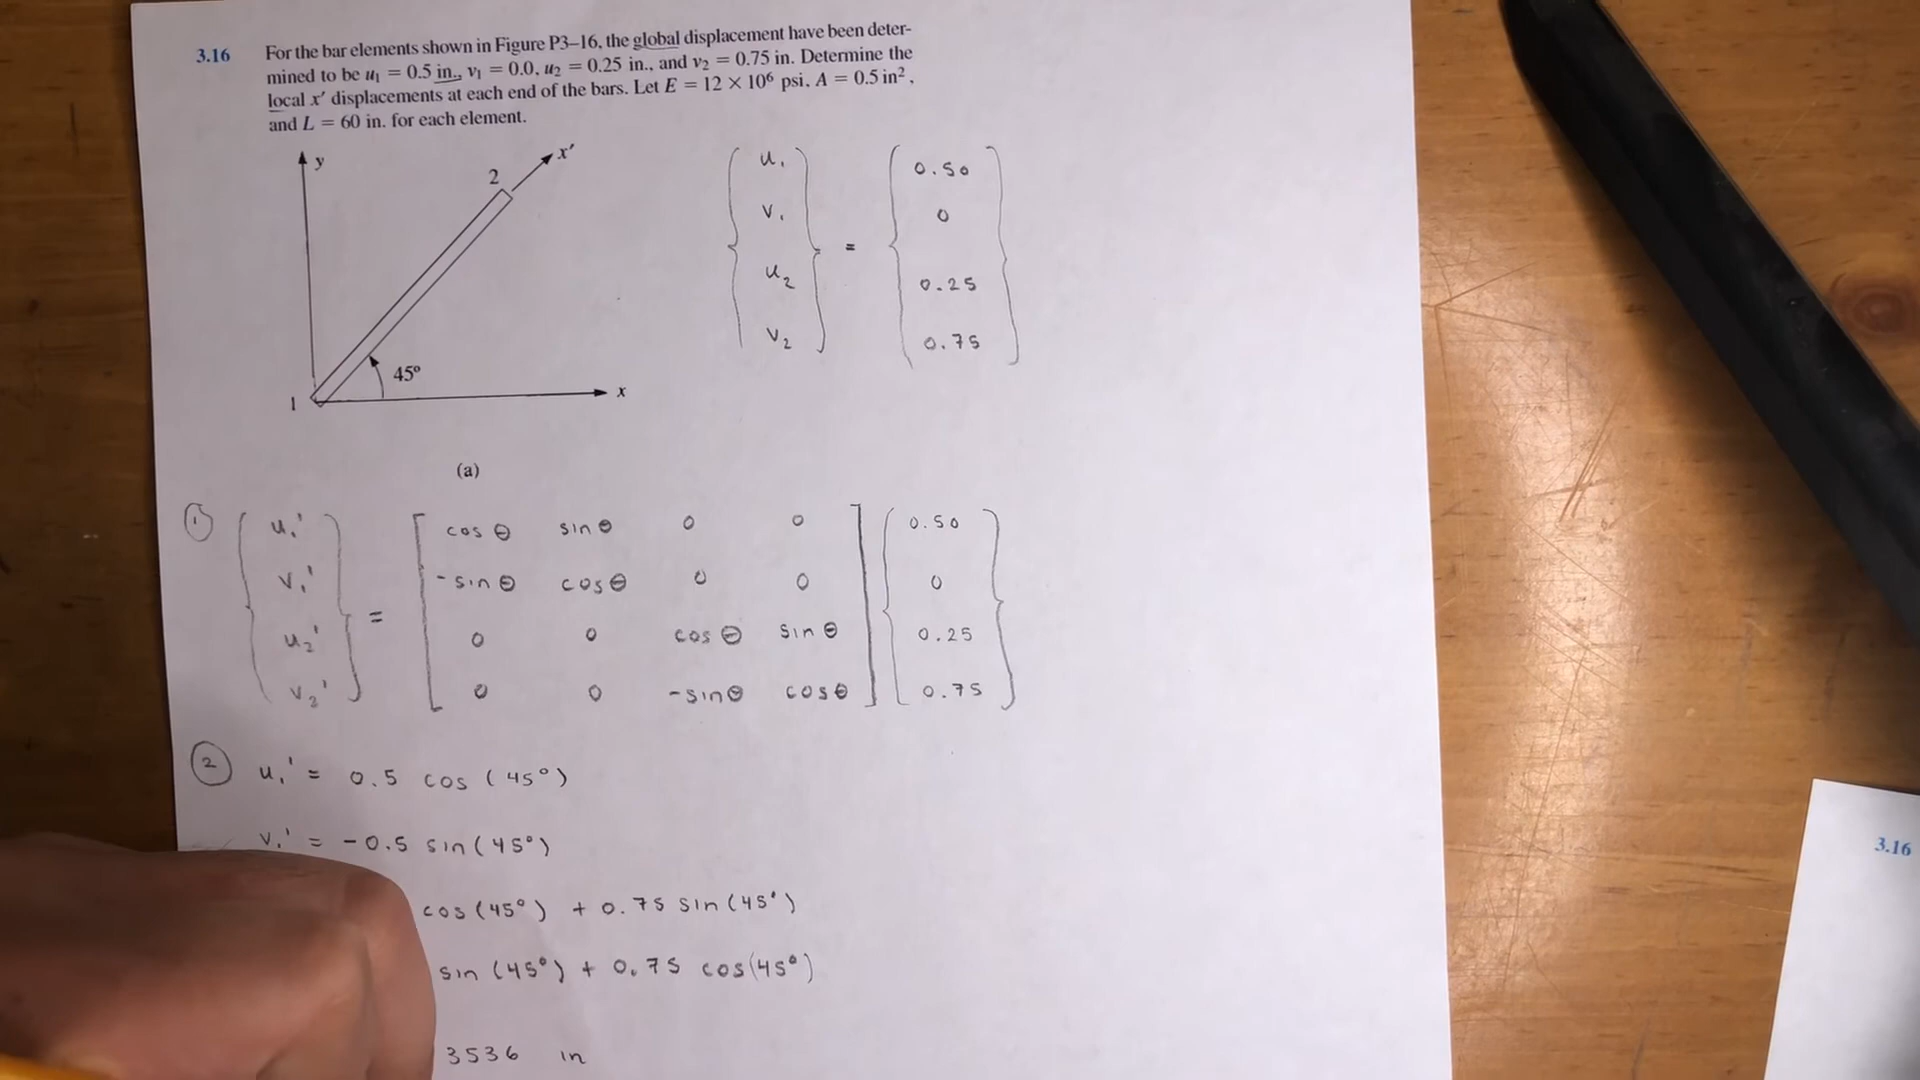 3.16 For the bar elements shown in Figure P3–16, the global displacement have been deter-
mined to be u₁ = 0.5 in., v₁ = 0.0, u₂ = 0.25 in., and v₂ = 0.75 in. Determine the
local x′ displacements at each end of the bars. Let E = 12 × 10⁶ psi, A = 0.5 in²,
and L = 60 in. for each element.
y
2
x′
45°
1
x
(a)
u₁ = 0.50
v₁ 0
u₂ 0.25
v₂ 0.75
① u₁' = cos θ sin θ 0 0 0.50
v₁' -sin θ cos θ 0 0 0
u₂' 0 0 cos θ sin θ 0.25
v₂' 0 0 -sin θ cos θ 0.75
② u₁' = 0.5 cos (45°)
v₁' = -0.5 sin(45°)
cos(45°) + 0.75 sin(45°)
sin (45°) + 0.75 cos(45°)
3536 in
3.16